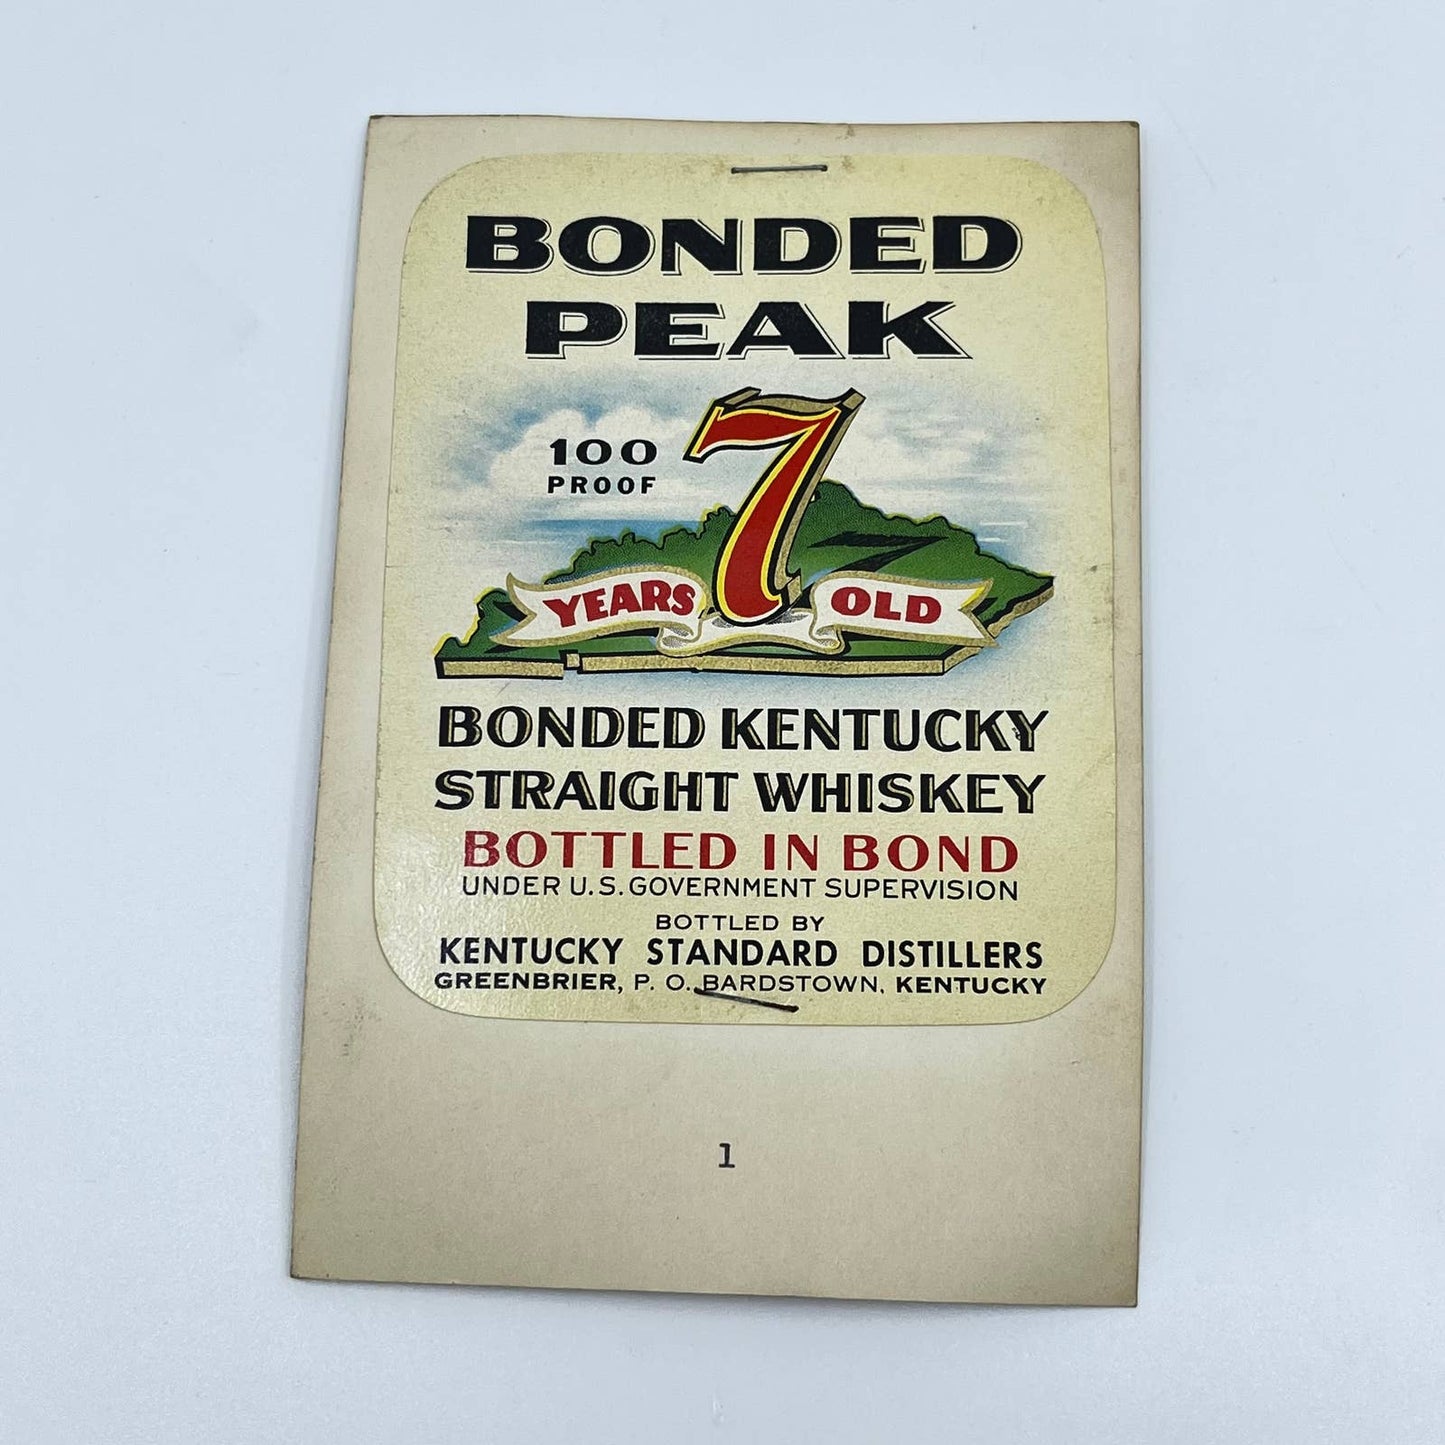 BONDED
PEAK
100
PROOF
7
YEARS OLD
BONDED KENTUCKY
STRAIGHT WHISKEY
BOTTLED IN BOND
UNDER U.S. GOVERNMENT SUPERVISION
BOTTLED BY
KENTUCKY STANDARD DISTILLERS
GREENBRIER, P. O. BARDSTOWN, KENTUCKY
1